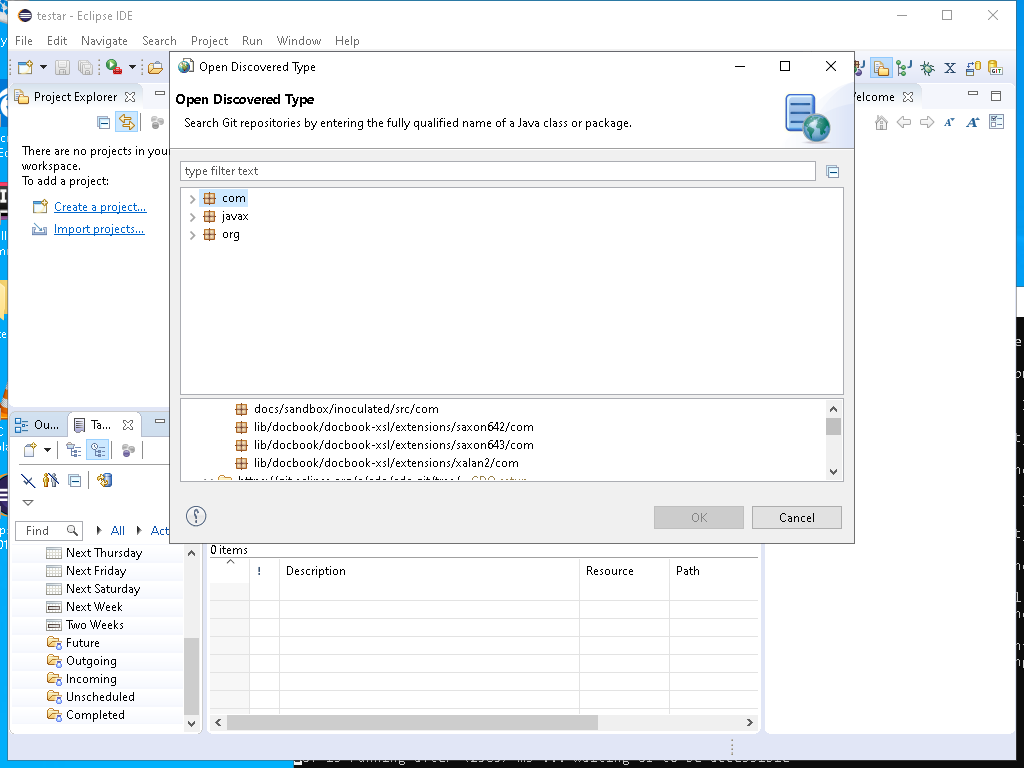 testar - Eclipse IDE
File Edit Navigate Search Project Run Window Help
Open Discovered Type
Open Discovered Type
Search Git repositories by entering the fully qualified name of a Java class or package.
type filter text
com
javax
org
docs/sandbox/inoculated/src/com
lib/docbook/docbook-xsl/extensions/saxon642/com
lib/docbook/docbook-xsl/extensions/saxon643/com
lib/docbook/docbook-xsl/extensions/xalan2/com
OK Cancel
Project Explorer
There are no projects in your
workspace.
To add a project:
Create a project...
Import projects...
elcome
Ou... Ta...
Find All Act
Next Thursday
Next Friday
Next Saturday
Next Week
Two Weeks
Future
Outgoing
Incoming
Unscheduled
Completed
0 items
! Description Resource Path